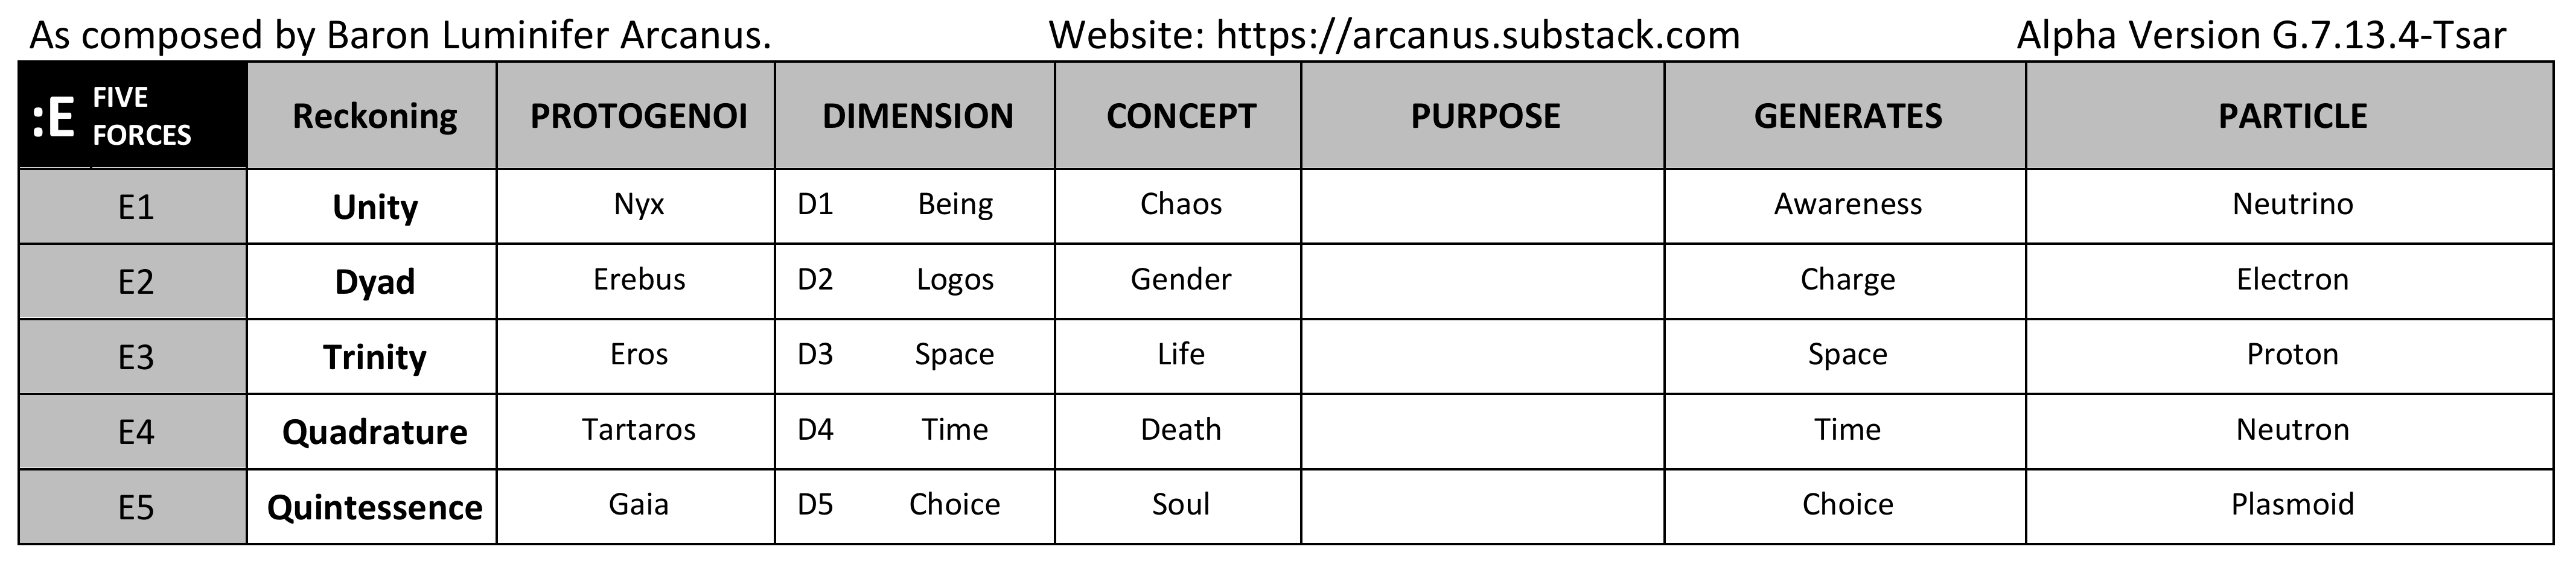 As composed by Baron Luminifer Arcanus. Website: https://arcanus.substack.com Alpha Version G.7.13.4-Tsar
:E FIVE FORCES Reckoning PROTOGENOI DIMENSION CONCEPT PURPOSE GENERATES PARTICLE
E1 Unity Nyx D1 Being Chaos Awareness Neutrino
E2 Dyad Erebus D2 Logos Gender Charge Electron
E3 Trinity Eros D3 Space Life Space Proton
E4 Quadrature Tartaros D4 Time Death Time Neutron
E5 Quintessence Gaia D5 Choice Soul Choice Plasmoid